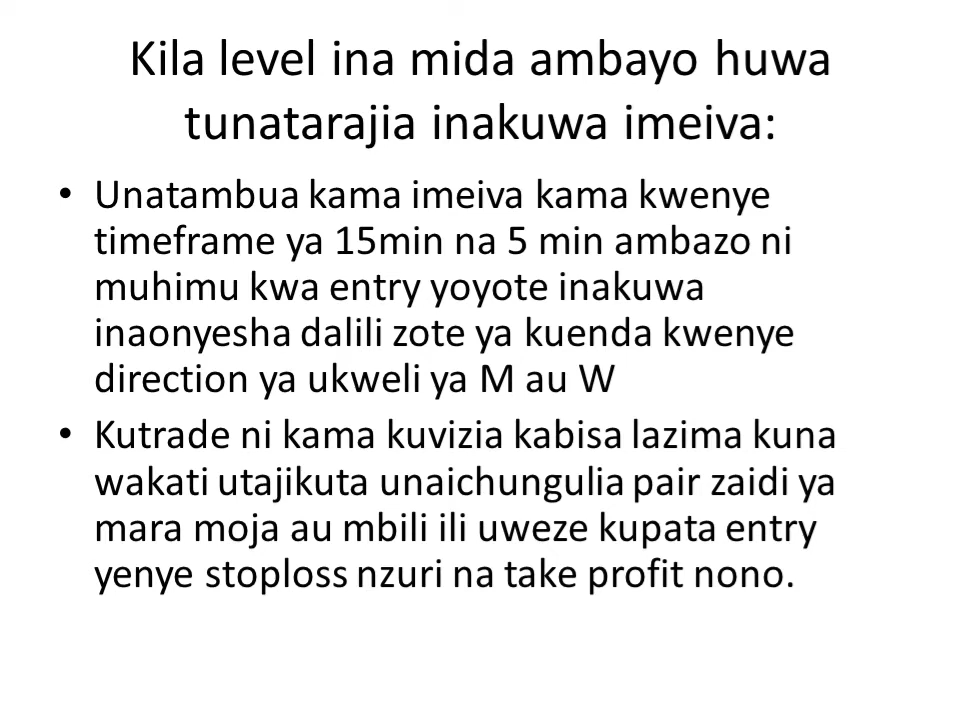 Kila level ina mida ambayo huwa
tunatarajia inakuwa imeiva:
• Unatambua kama imeiva kama kwenye
timeframe ya 15min na 5 min ambazo ni
muhimu kwa entry yoyote inakuwa
inaonyesha dalili zote ya kuenda kwenye
direction ya ukweli ya M au W
• Kutrade ni kama kuvizia kabisa lazima kuna
wakati utajikuta unaichungulia pair zaidi ya
mara moja au mbili ili uweze kupata entry
yenye stoploss nzuri na take profit nono.